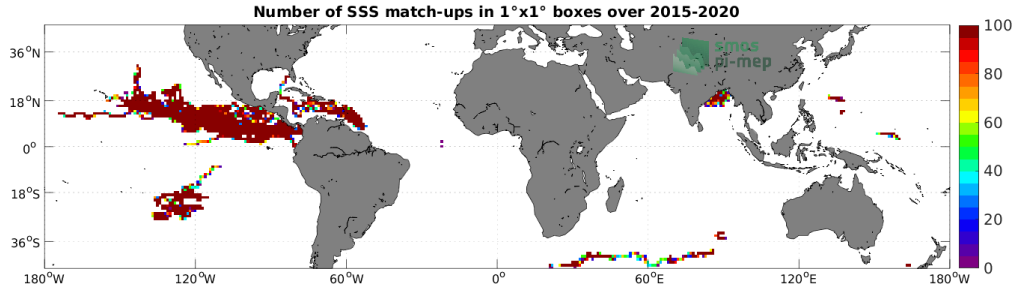 Number of SSS match-ups in 1°x1° boxes over 2015-2020
smos
pi-mep
36°N
18°N
0°
18°S
36°S
180°W
120°W
60°W
0°
60°E
120°E
180°W
100
80
60
40
20
0